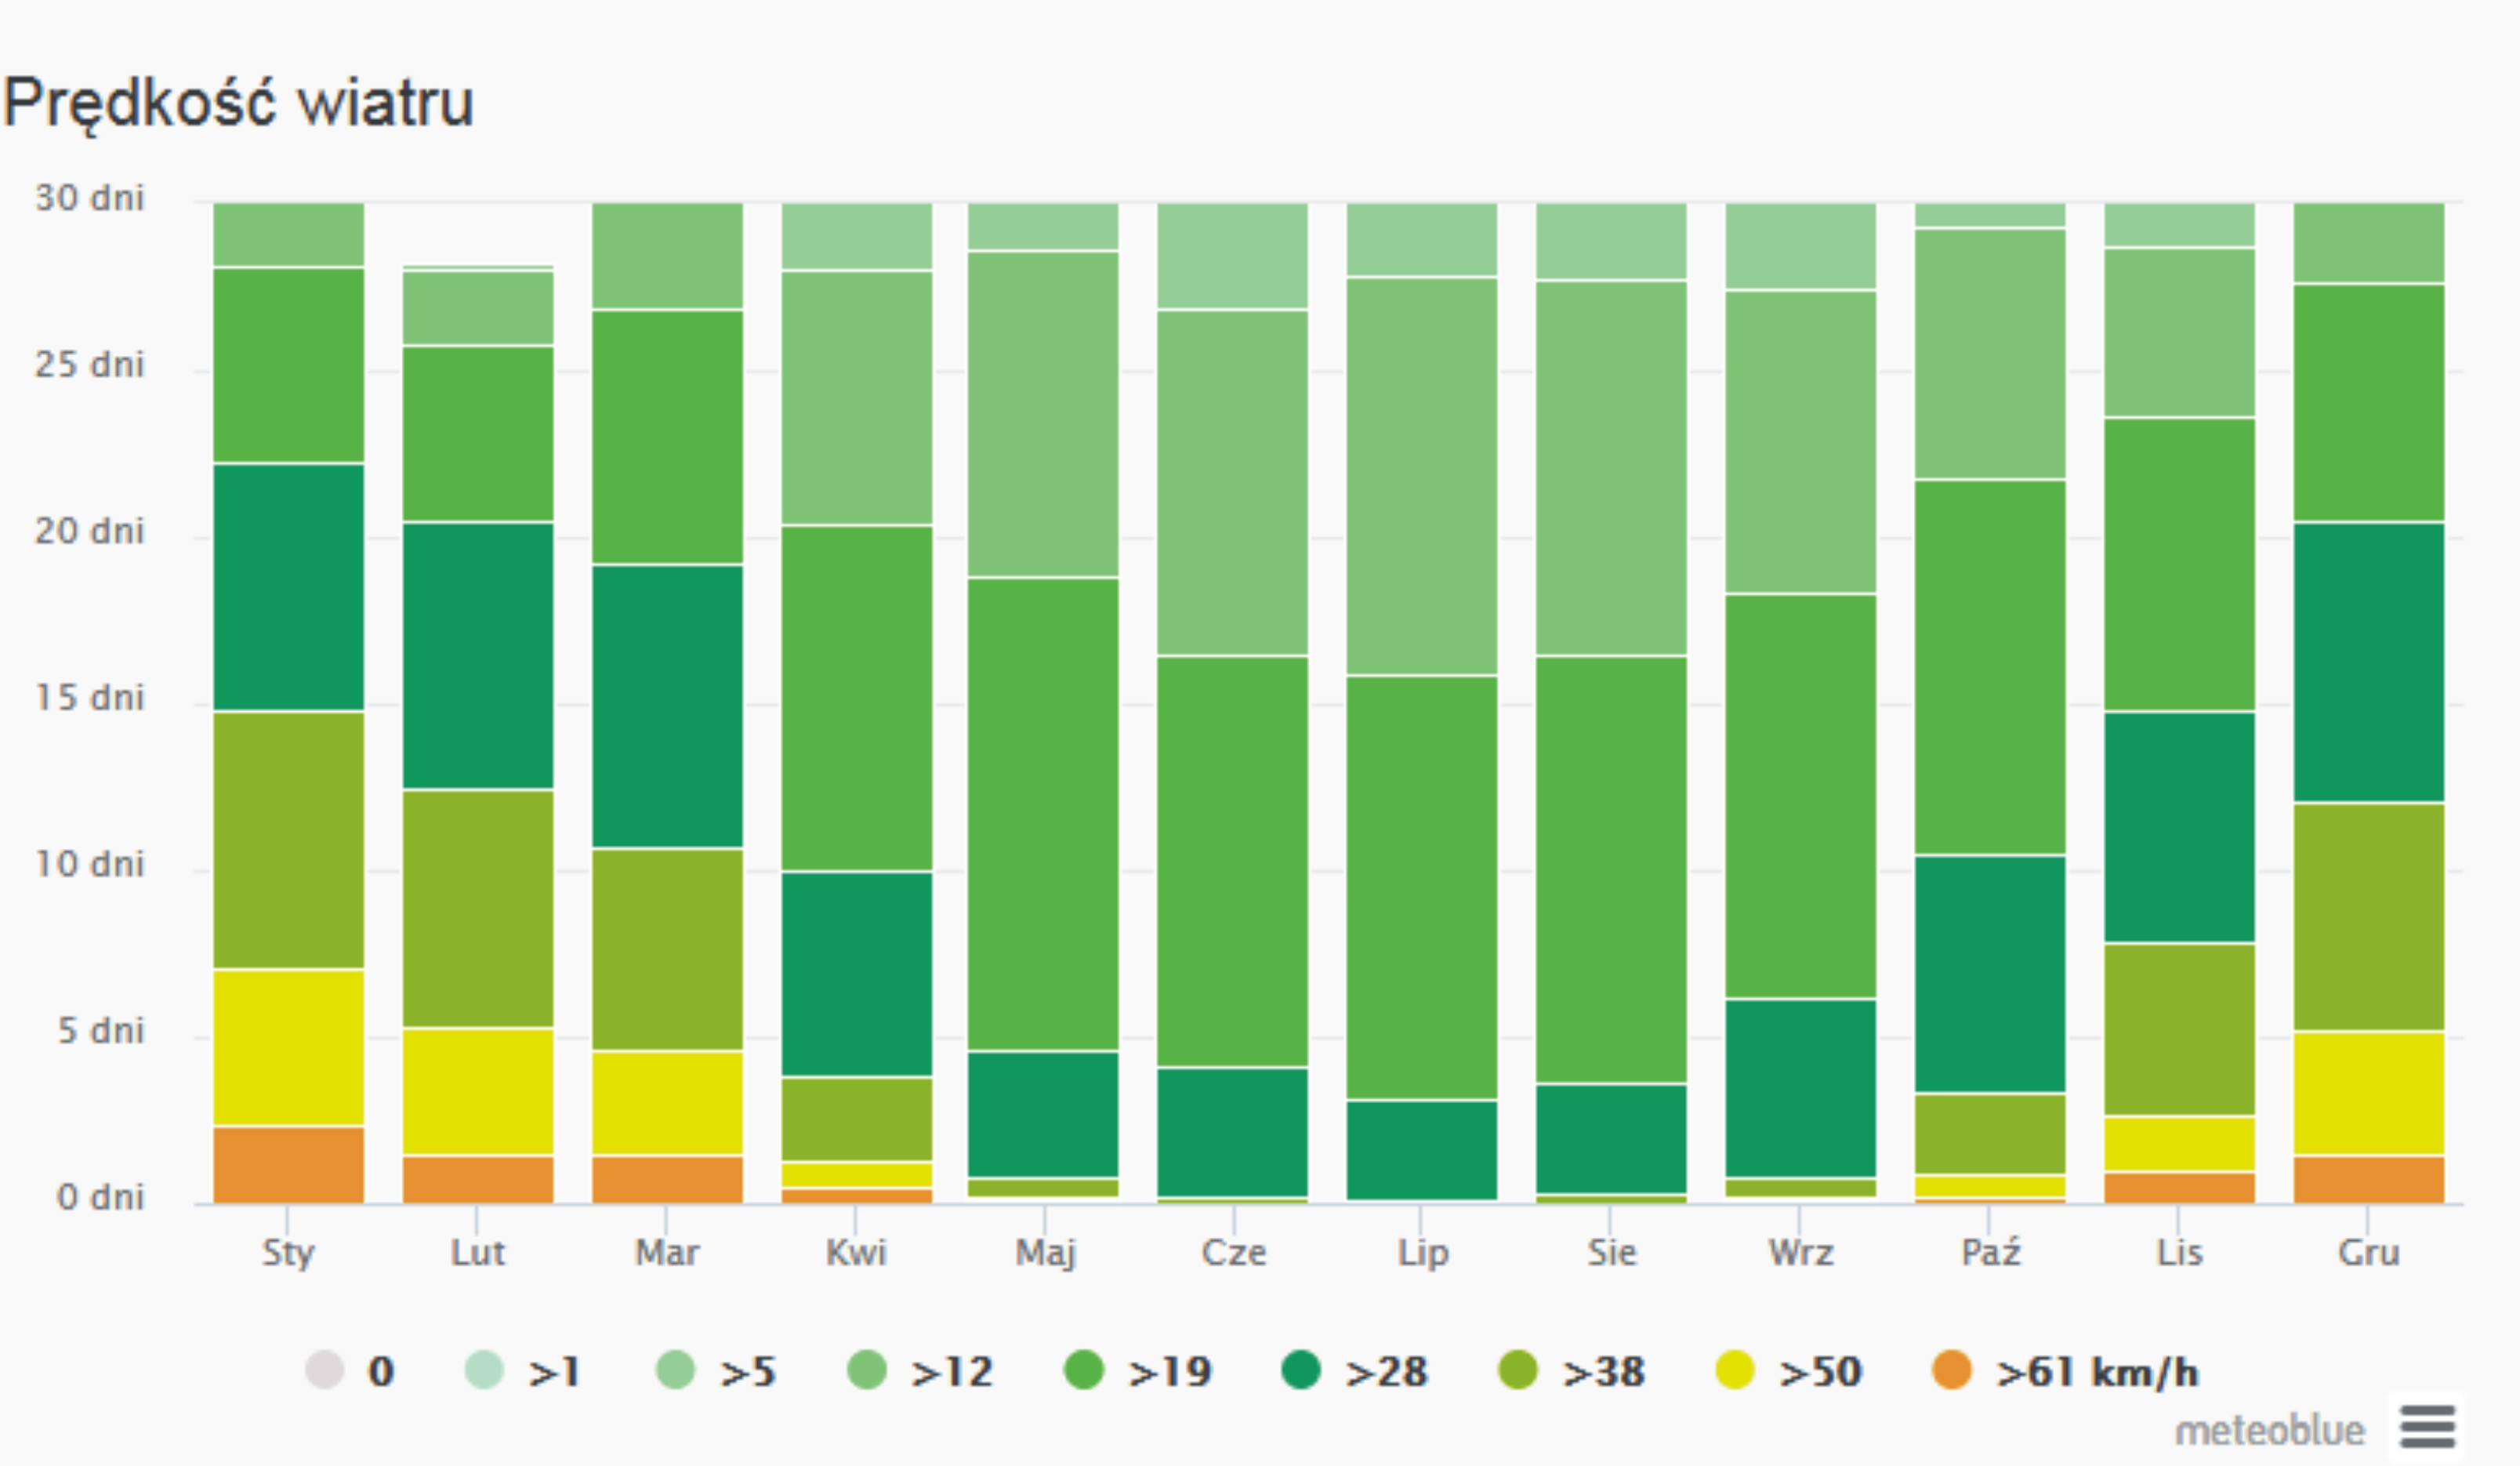 Prędkość wiatru
30 dni
25 dni
20 dni
15 dni
10 dni
5 dni
0 dni
Sty Lut Mar Kwi Maj Cze Lip Sie Wrz Paź Lis Gru
0 >1 >5 >12 >19 >28 >38 >50 >61 km/h
meteoblue